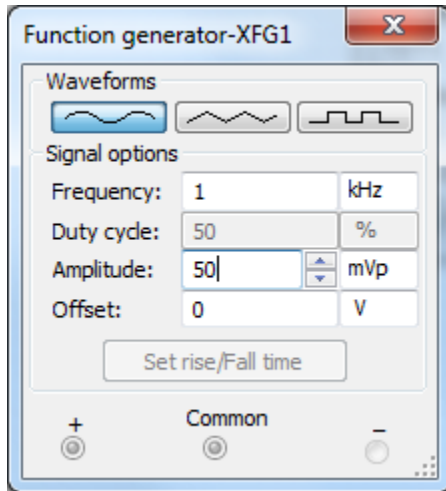 Function generator-XFG1
Waveforms
Signal options
Frequency: 1 kHz
Duty cycle: 50 %
Amplitude: 50 mVp
Offset: 0 V
Set rise/Fall time
+ Common −